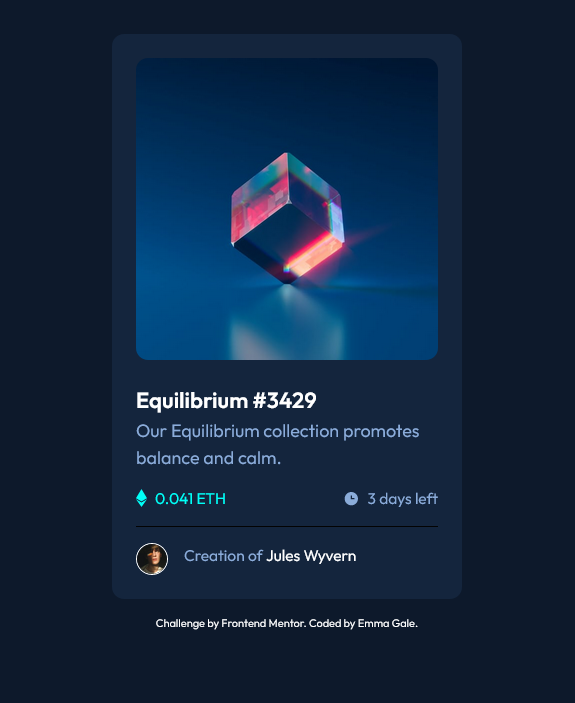 Equilibrium #3429
Our Equilibrium collection promotes
balance and calm.
0.041 ETH
3 days left
Creation of Jules Wyvern
Challenge by Frontend Mentor. Coded by Emma Gale.